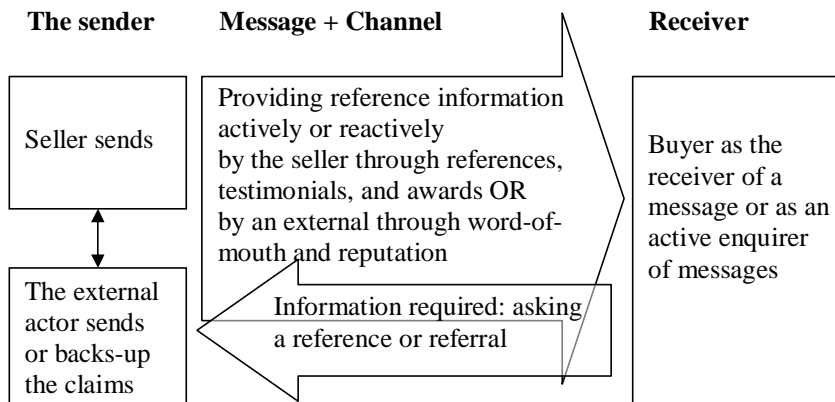 The sender
Message + Channel
Receiver
Seller sends
The external
actor sends
or backs-up
the claims
Providing reference information
actively or reactively
by the seller through references,
testimonials, and awards OR
by an external through word-of-
mouth and reputation
Information required: asking
a reference or referral
Buyer as the
receiver of a
message or as an
active enquirer
of messages